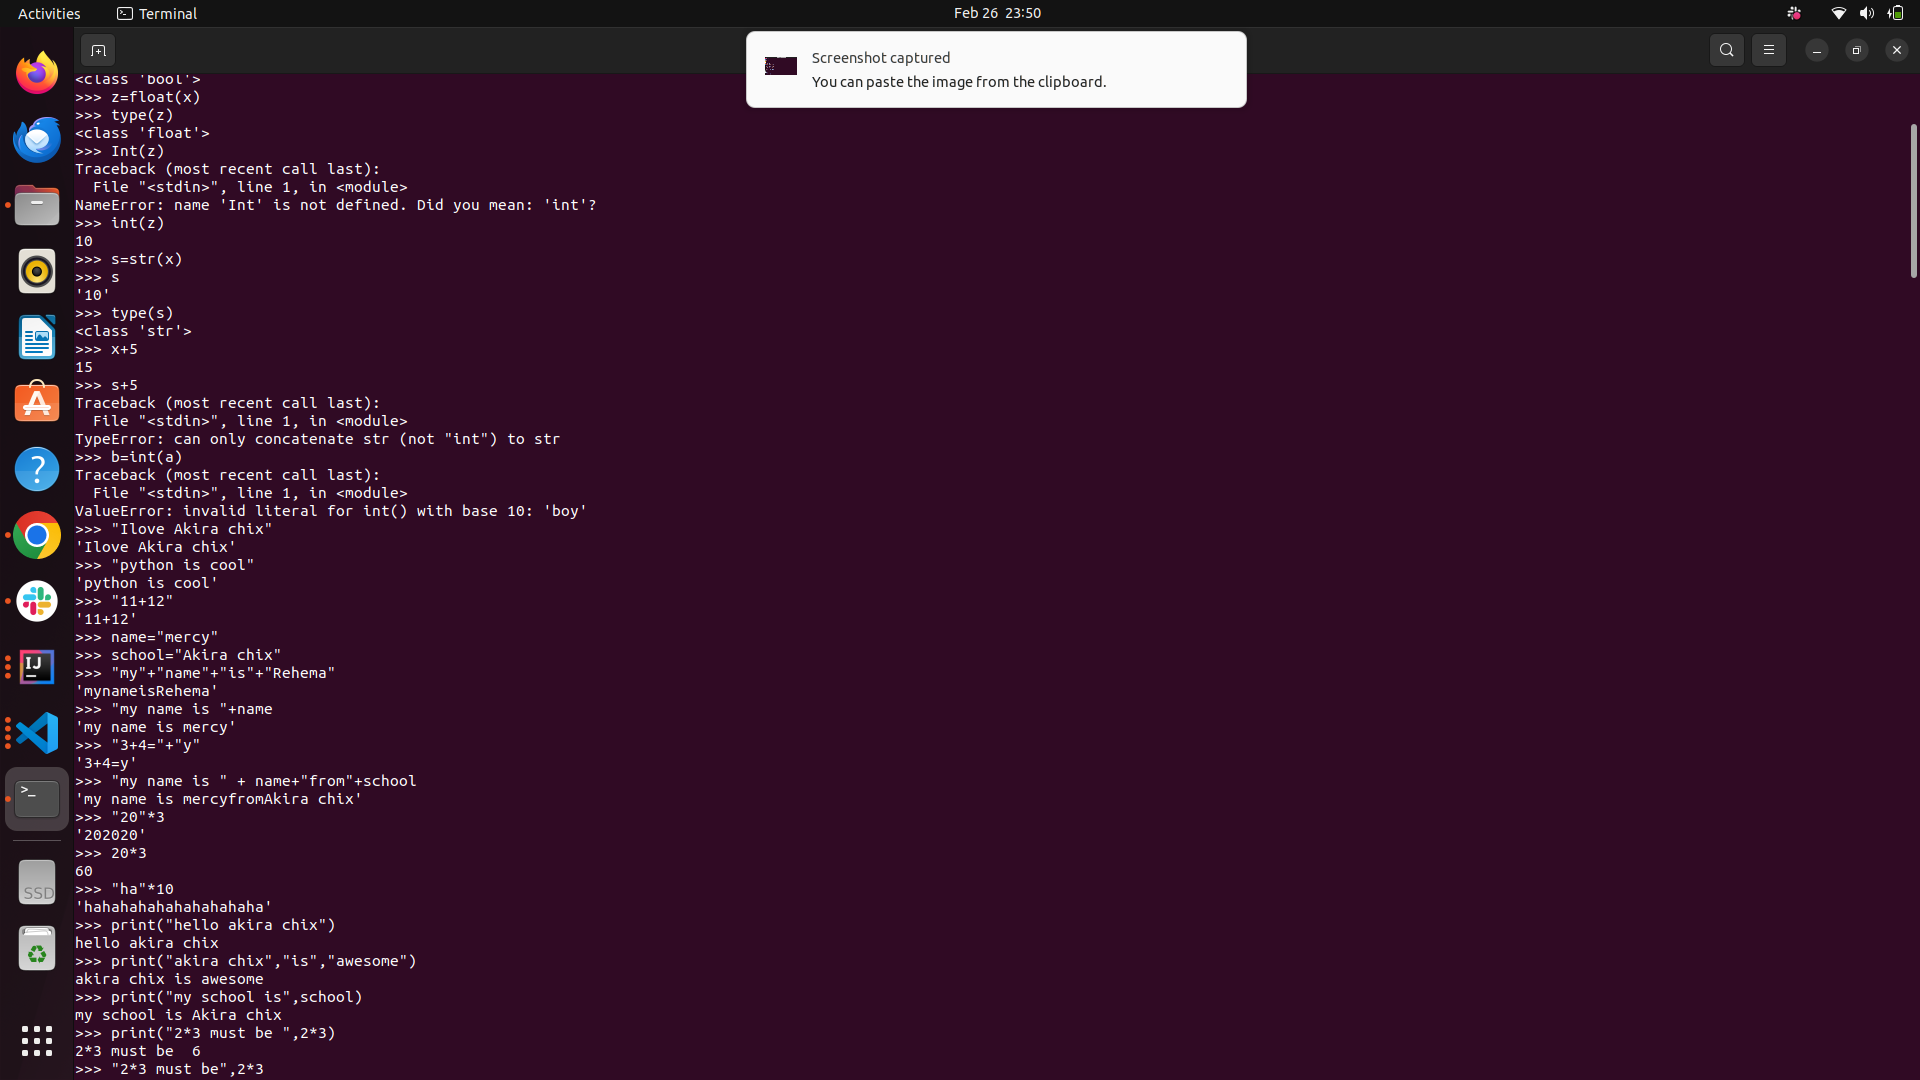 Activities
Terminal
Feb 26 23:50
Screenshot captured
You can paste the image from the clipboard.
<class 'bool'>
>>> z=float(x)
>>> type(z)
<class 'float'>
>>> Int(z)
Traceback (most recent call last):
  File "<stdin>", line 1, in <module>
NameError: name 'Int' is not defined. Did you mean: 'int'?
>>> int(z)
10
>>> s=str(x)
>>> s
'10'
>>> type(s)
<class 'str'>
>>> x+5
15
>>> s+5
Traceback (most recent call last):
  File "<stdin>", line 1, in <module>
TypeError: can only concatenate str (not "int") to str
>>> b=int(a)
Traceback (most recent call last):
  File "<stdin>", line 1, in <module>
ValueError: invalid literal for int() with base 10: 'boy'
>>> "Ilove Akira chix"
'Ilove Akira chix'
>>> "python is cool"
'python is cool'
>>> "11+12"
'11+12'
>>> name="mercy"
>>> school="Akira chix"
>>> "my"+"name"+"is"+"Rehema"
'mynameisRehema'
>>> "my name is "+name
'my name is mercy'
>>> "3+4="+"y"
'3+4=y'
>>> "my name is " + name+"from"+school
'my name is mercyfromAkira chix'
>>> "20"*3
'202020'
>>> 20*3
60
>>> "ha"*10
'hahahahahahahahahaha'
>>> print("hello akira chix")
hello akira chix
>>> print("akira chix","is","awesome")
akira chix is awesome
>>> print("my school is",school)
my school is Akira chix
>>> print("2*3 must be ",2*3)
2*3 must be  6
>>> "2*3 must be",2*3
IJ
>_
SSD